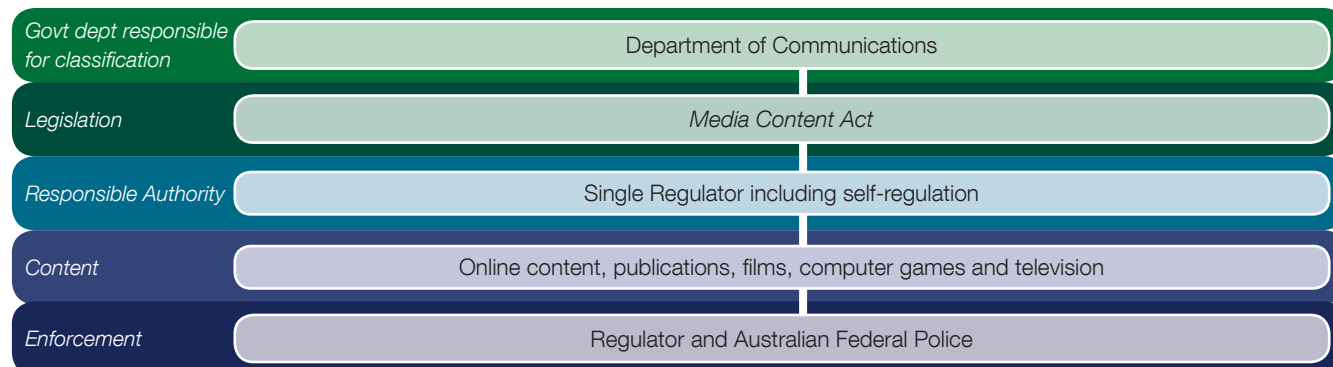 Govt dept responsible
for classification
Department of Communications
Legislation
Media Content Act
Responsible Authority
Single Regulator including self-regulation
Content
Online content, publications, films, computer games and television
Enforcement
Regulator and Australian Federal Police